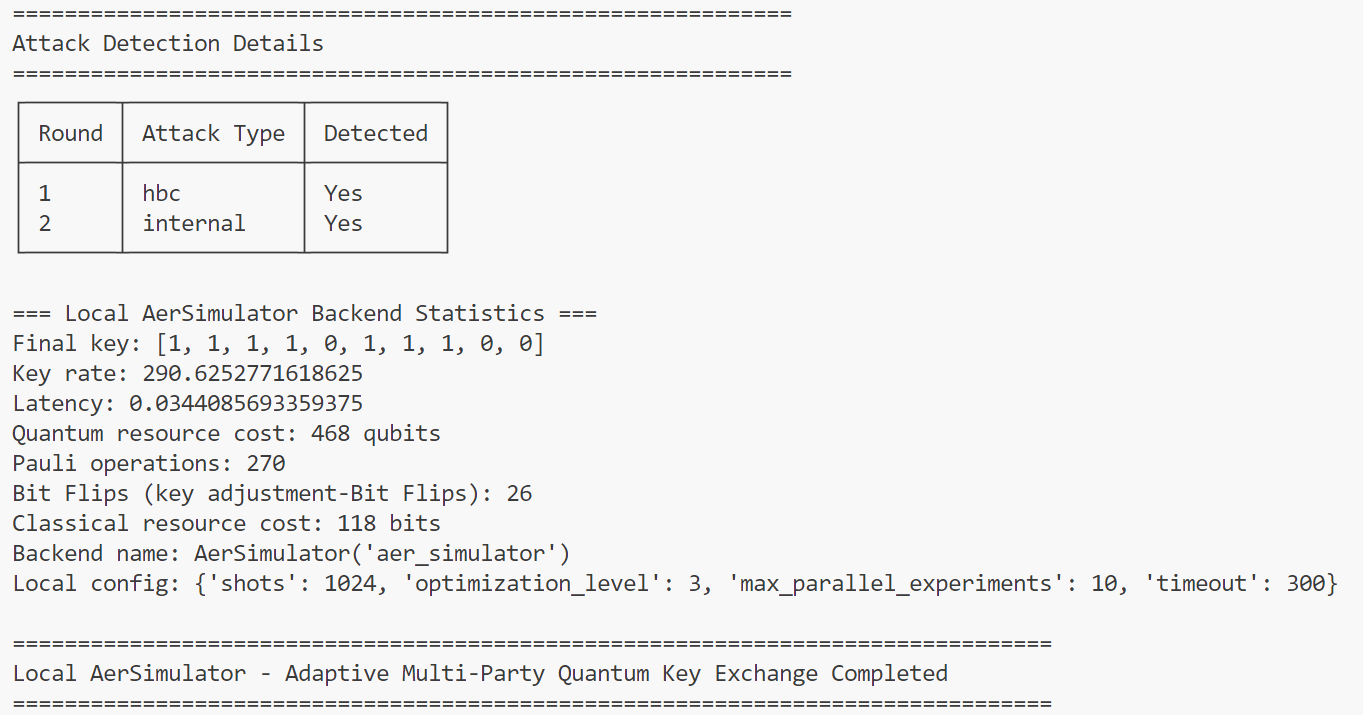 ============================================================
Attack Detection Details
============================================================
Round Attack Type Detected
1 hbc Yes
2 internal Yes
=== Local AerSimulator Backend Statistics ===
Final key: [1, 1, 1, 1, 0, 1, 1, 1, 0, 0]
Key rate: 290.6252771618625
Latency: 0.0344085693359375
Quantum resource cost: 468 qubits
Pauli operations: 270
Bit Flips (key adjustment-Bit Flips): 26
Classical resource cost: 118 bits
Backend name: AerSimulator('aer_simulator')
Local config: {'shots': 1024, 'optimization_level': 3, 'max_parallel_experiments': 10, 'timeout': 300}
================================================================================
Local AerSimulator - Adaptive Multi-Party Quantum Key Exchange Completed
================================================================================